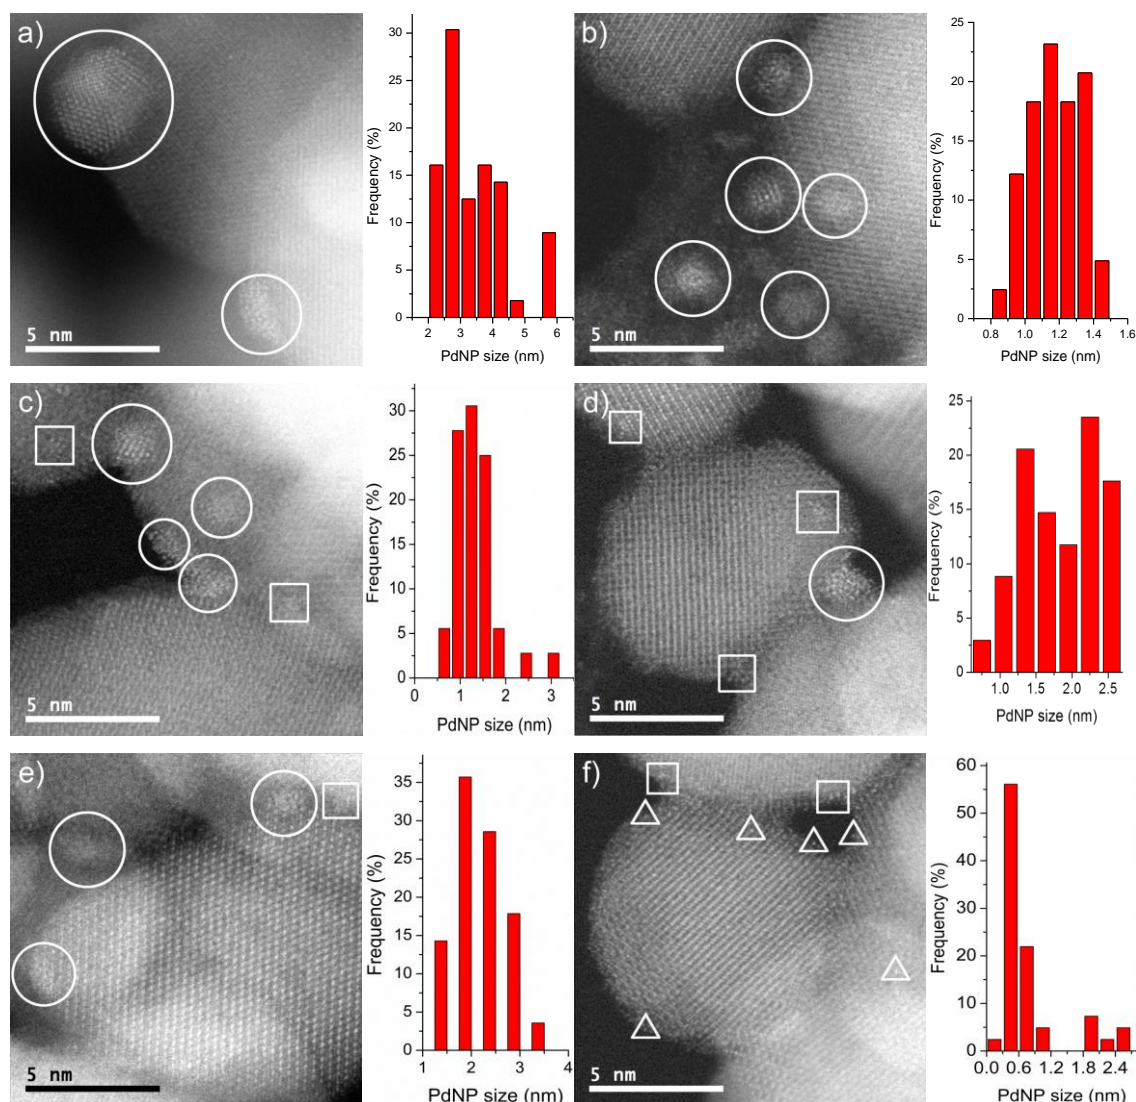 a)
5 nm
Frequency (%)
30
25
20
15
10
5
0
2 3 4 5 6
PdNP size (nm)
b)
5 nm
Frequency (%)
25
20
15
10
5
0
0.8 1.0 1.2 1.4 1.6
PdNP size (nm)
c)
5 nm
Frequency (%)
30
25
20
15
10
5
0
0 1 2 3
PdNP size (nm)
d)
5 nm
Frequency (%)
25
20
15
10
5
0
1.0 1.5 2.0 2.5
PdNP size (nm)
e)
5 nm
Frequency (%)
35
30
25
20
15
10
5
0
1 2 3 4
PdNP size (nm)
f)
5 nm
Frequency (%)
60
50
40
30
20
10
0
0.0 0.6 1.2 1.8 2.4
PdNP size (nm)